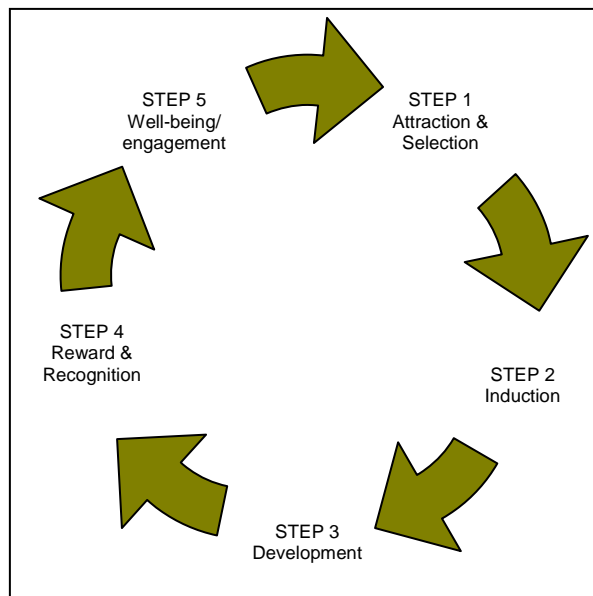 STEP 1
Attraction &
Selection
STEP 2
Induction
STEP 3
Development
STEP 4
Reward &
Recognition
STEP 5
Well-being/
engagement